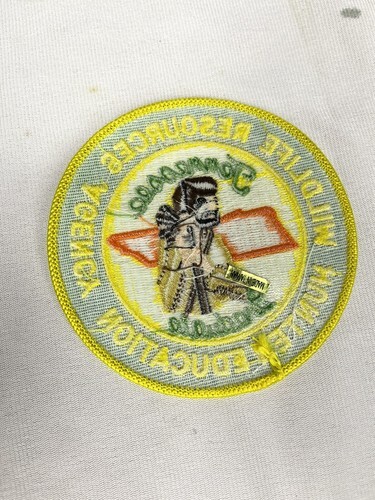 WILDLIFE RESOURCES AGENCY
Tennessee
HUNTER EDUCATION